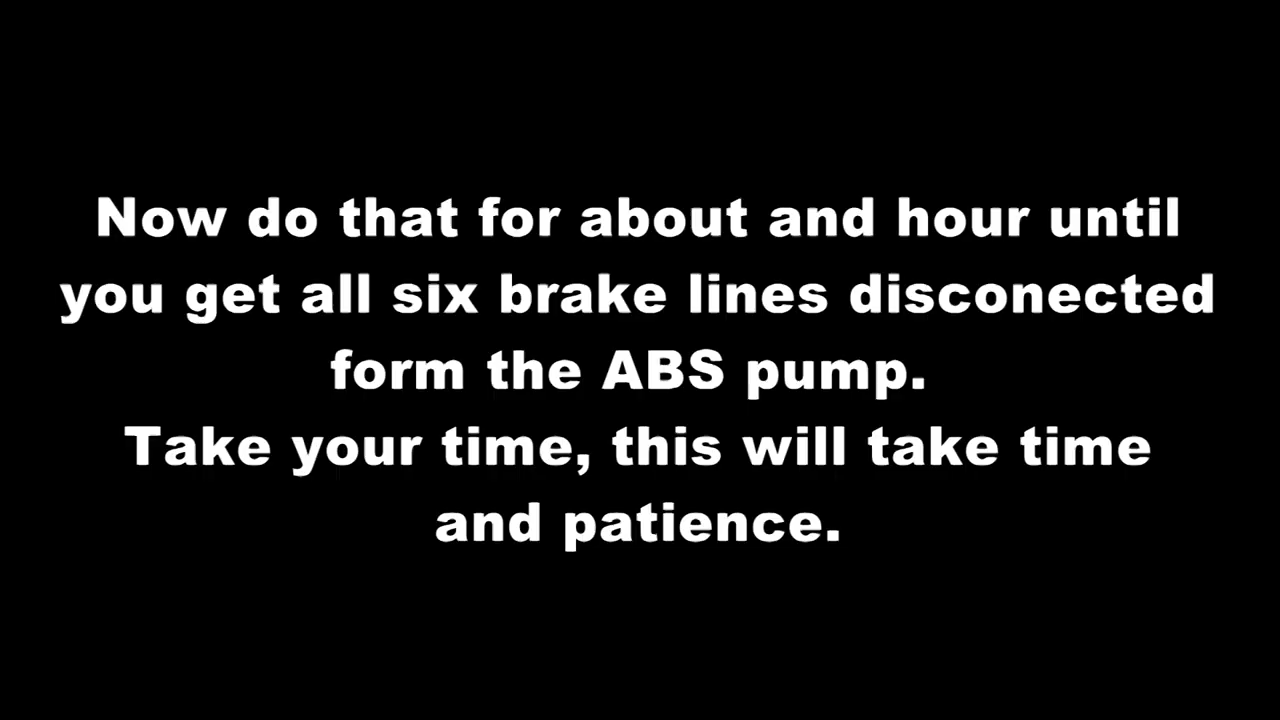 Now do that for about and hour until
you get all six brake lines disconected
form the ABS pump.
Take your time, this will take time
and patience.